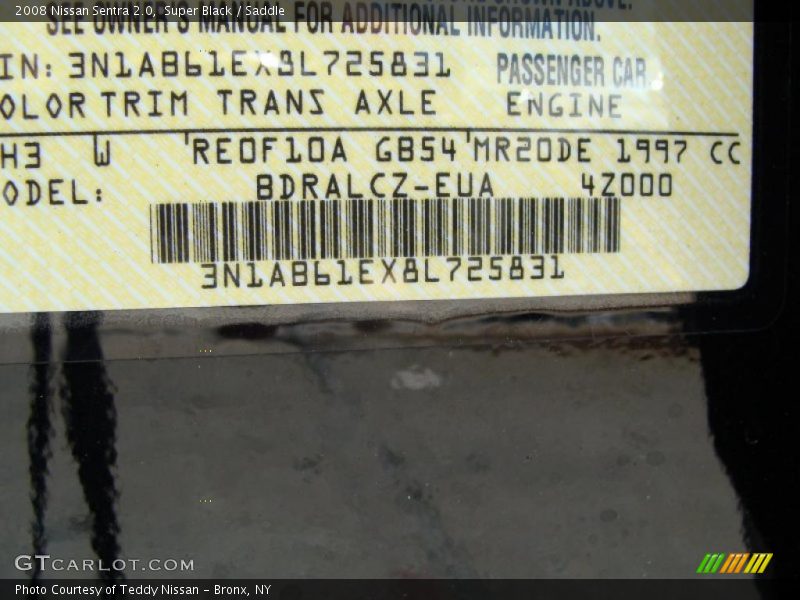 2008 Nissan Sentra 2.0, Super Black / Saddle
SEE OWNER'S MANUAL FOR ADDITIONAL INFORMATION.
IN: 3N1AB61EX8L725831 PASSENGER CAR
OLOR TRIM TRANS AXLE ENGINE
H3 W RE0F10A GB54 MR20DE 1997 CC
ODEL: BDRALCZ-EUA 4Z000
3N1AB61EX8L725831
GTCARLOT.COM
Photo Courtesy of Teddy Nissan - Bronx, NY